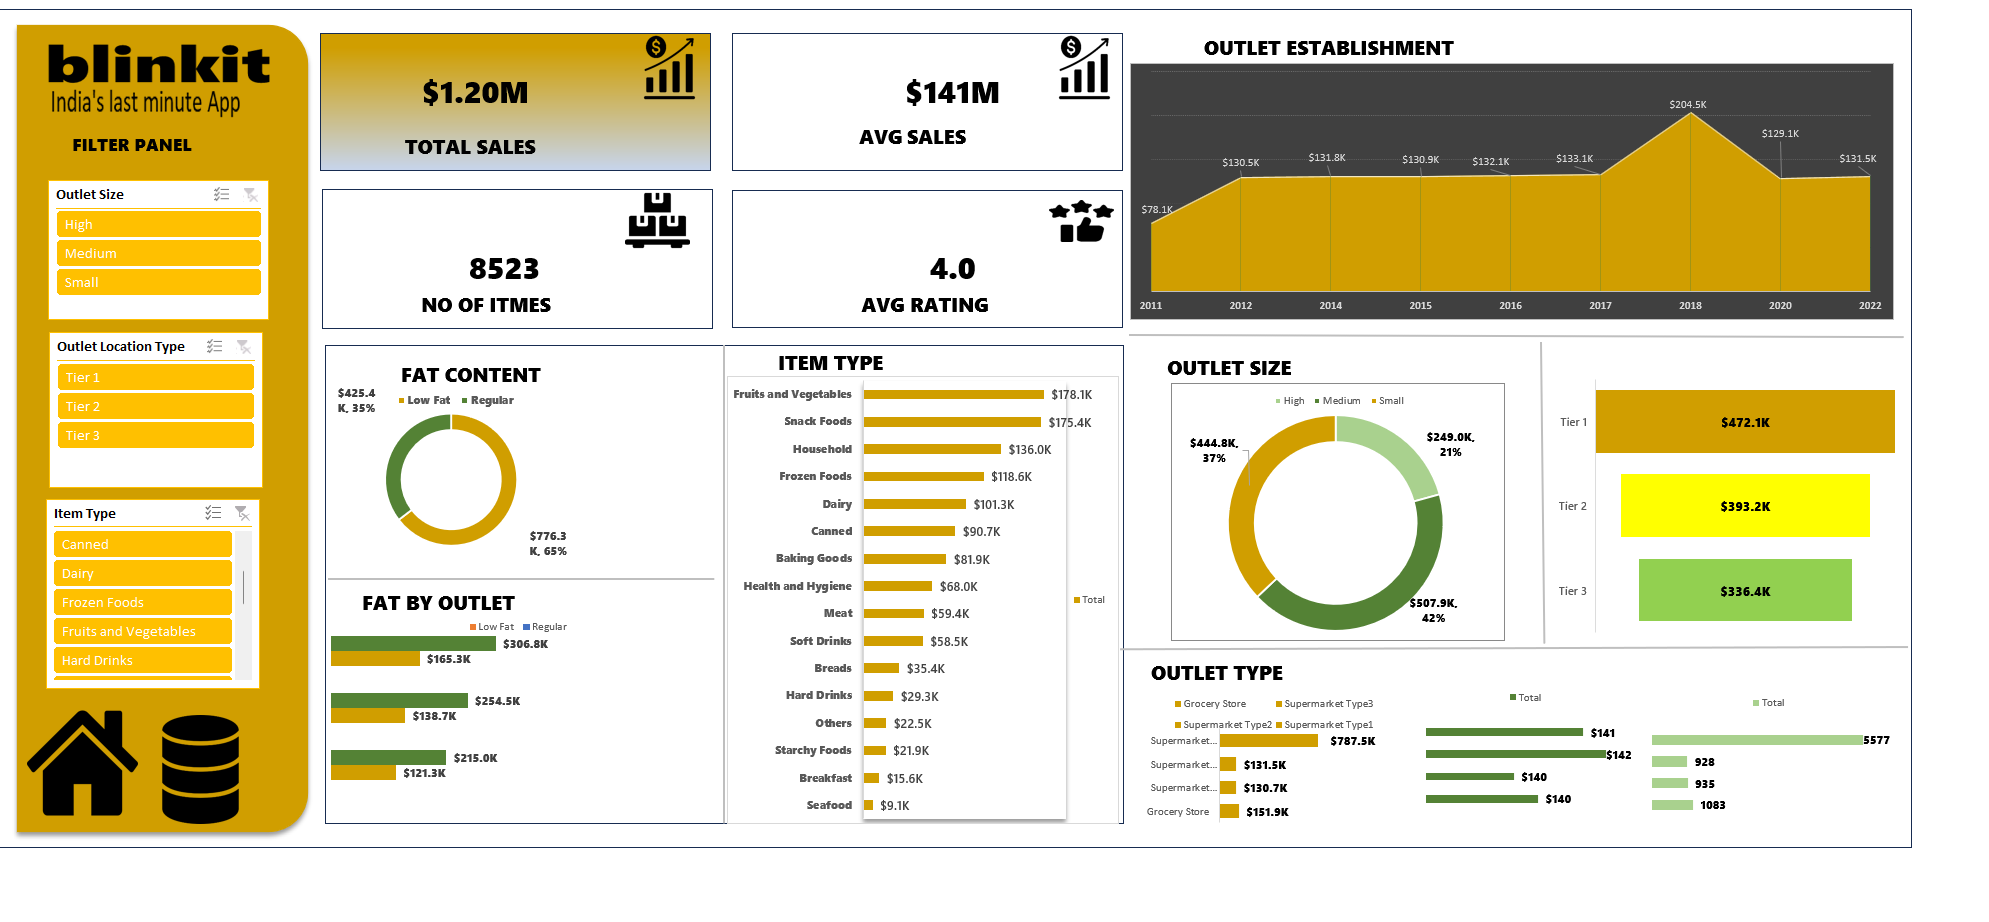 blinkit
India's last minute App
FILTER PANEL
Outlet Size
High
Medium
Small
Outlet Location Type
Tier 1
Tier 2
Tier 3
Item Type
Canned
Dairy
Frozen Foods
Fruits and Vegetables
Hard Drinks
$1.20M
TOTAL SALES
$141M
AVG SALES
8523
NO OF ITMES
4.0
AVG RATING
OUTLET ESTABLISHMENT
$78.1K
$130.5K
$131.8K
$130.9K
$132.1K
$133.1K
$204.5K
$129.1K
$131.5K
2011 2012 2014 2015 2016 2017 2018 2020 2022
FAT CONTENT
Low Fat Regular
$425.4
K, 35%
$776.3
K, 65%
FAT BY OUTLET
Low Fat Regular
$306.8K
$165.3K
$254.5K
$138.7K
$215.0K
$121.3K
ITEM TYPE
Fruits and Vegetables $178.1K
Snack Foods $175.4K
Household $136.0K
Frozen Foods $118.6K
Dairy $101.3K
Canned $90.7K
Baking Goods $81.9K
Health and Hygiene $68.0K
Meat $59.4K
Soft Drinks $58.5K
Breads $35.4K
Hard Drinks $29.3K
Others $22.5K
Starchy Foods $21.9K
Breakfast $15.6K
Seafood $9.1K
Total
OUTLET SIZE
High Medium Small
$444.8K,
37%
$249.0K,
21%
$507.9K,
42%
Tier 1 $472.1K
Tier 2 $393.2K
Tier 3 $336.4K
OUTLET TYPE
Grocery Store Supermarket Type3
Supermarket Type2 Supermarket Type1
Supermarket... $787.5K
Supermarket... $131.5K
Supermarket... $130.7K
Grocery Store $151.9K
Total
$141
$142
$140
$140
Total
5577
928
935
1083